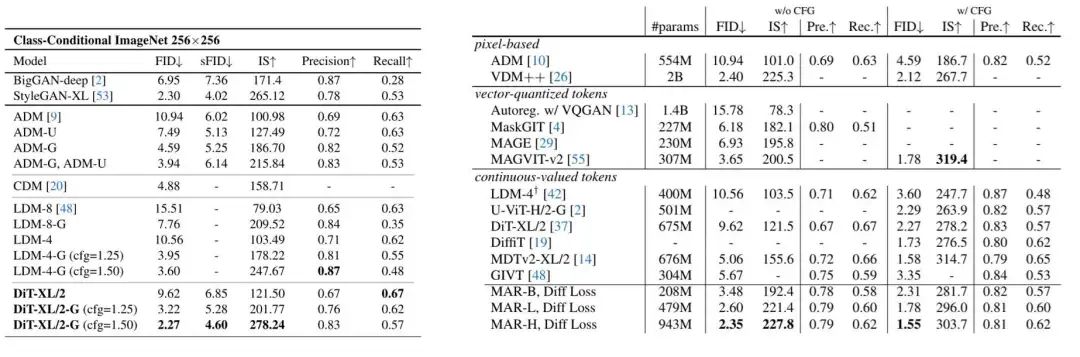 Class-Conditional ImageNet 256×256
Model FID↓ sFID↓ IS↑ Precision↑ Recall↑
BigGAN-deep [2] 6.95 7.36 171.4 0.87 0.28
StyleGAN-XL [53] 2.30 4.02 265.12 0.78 0.53
ADM [9] 10.94 6.02 100.98 0.69 0.63
ADM-U 7.49 5.13 127.49 0.72 0.63
ADM-G 4.59 5.25 186.70 0.82 0.52
ADM-G, ADM-U 3.94 6.14 215.84 0.83 0.53
CDM [20] 4.88 - 158.71 - -
LDM-8 [48] 15.51 - 79.03 0.65 0.63
LDM-8-G 7.76 - 209.52 0.84 0.35
LDM-4 10.56 - 103.49 0.71 0.62
LDM-4-G (cfg=1.25) 3.95 - 178.22 0.81 0.55
LDM-4-G (cfg=1.50) 3.60 - 247.67 0.87 0.48
DiT-XL/2 9.62 6.85 121.50 0.67 0.67
DiT-XL/2-G (cfg=1.25) 3.22 5.28 201.77 0.76 0.62
DiT-XL/2-G (cfg=1.50) 2.27 4.60 278.24 0.83 0.57
w/o CFG w/ CFG
#params FID↓ IS↑ Pre.↑ Rec.↑ FID↓ IS↑ Pre.↑ Rec.↑
pixel-based
ADM [10] 554M 10.94 101.0 0.69 0.63 4.59 186.7 0.82 0.52
VDM++ [26] 2B 2.40 225.3 - - 2.12 267.7 - -
vector-quantized tokens
Autoreg. w/ VQGAN [13] 1.4B 15.78 78.3 - - - - - -
MaskGIT [4] 227M 6.18 182.1 0.80 0.51 - - - -
MAGE [29] 230M 6.93 195.8 - - - - - -
MAGVIT-v2 [55] 307M 3.65 200.5 - - 1.78 319.4 - -
continuous-valued tokens
LDM-4† [42] 400M 10.56 103.5 0.71 0.62 3.60 247.7 0.87 0.48
U-ViT-H/2-G [2] 501M - - - - 2.29 263.9 0.82 0.57
DiT-XL/2 [37] 675M 9.62 121.5 0.67 0.67 2.27 278.2 0.83 0.57
DiffiT [19] - - - - - 1.73 276.5 0.80 0.62
MDTv2-XL/2 [14] 676M 5.06 155.6 0.72 0.66 1.58 314.7 0.79 0.65
GIVT [48] 304M 5.67 - 0.75 0.59 3.35 - 0.84 0.53
MAR-B, Diff Loss 208M 3.48 192.4 0.78 0.58 2.31 281.7 0.82 0.57
MAR-L, Diff Loss 479M 2.60 221.4 0.79 0.60 1.78 296.0 0.81 0.60
MAR-H, Diff Loss 943M 2.35 227.8 0.79 0.62 1.55 303.7 0.81 0.62